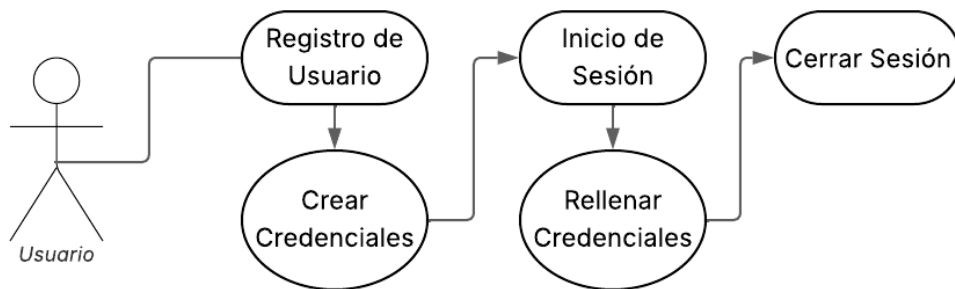 Registro de
Usuario
Inicio de
Sesión
Cerrar Sesión
Crear
Credenciales
Rellenar
Credenciales
Usuario